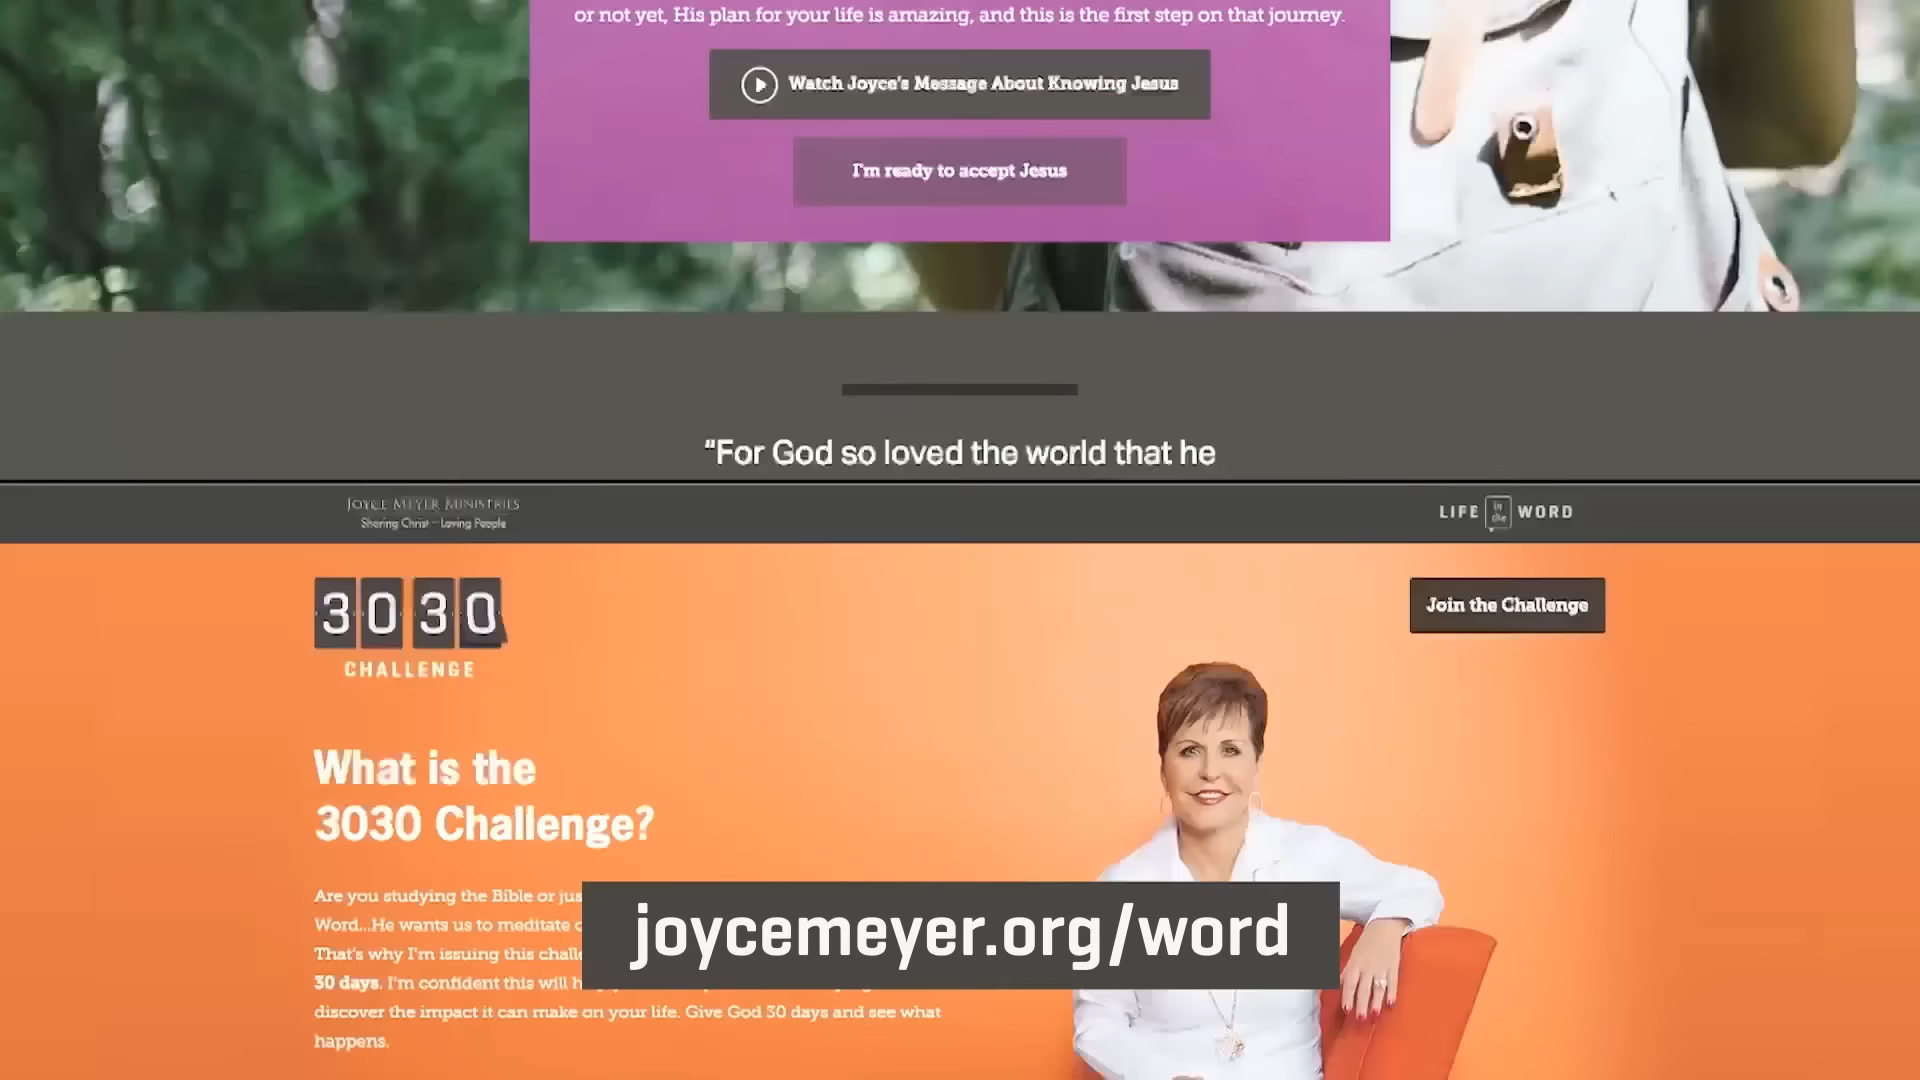 or not yet, His plan for your life is amazing, and this is the first step on that journey.
Watch Joyce's Message About Knowing Jesus
I'm ready to accept Jesus
"For God so loved the world that he
JOYCE MEYER MINISTRIES
Sharing Christ - Loving People
LIFE in the WORD
3030
CHALLENGE
Join the Challenge
What is the
3030 Challenge?
Are you studying the Bible or jus
Word...He wants us to meditate
That's why I'm issuing this challe
30 days. I'm confident this will h
discover the impact it can make on your life. Give God 30 days and see what
happens.
joycemeyer.org/word